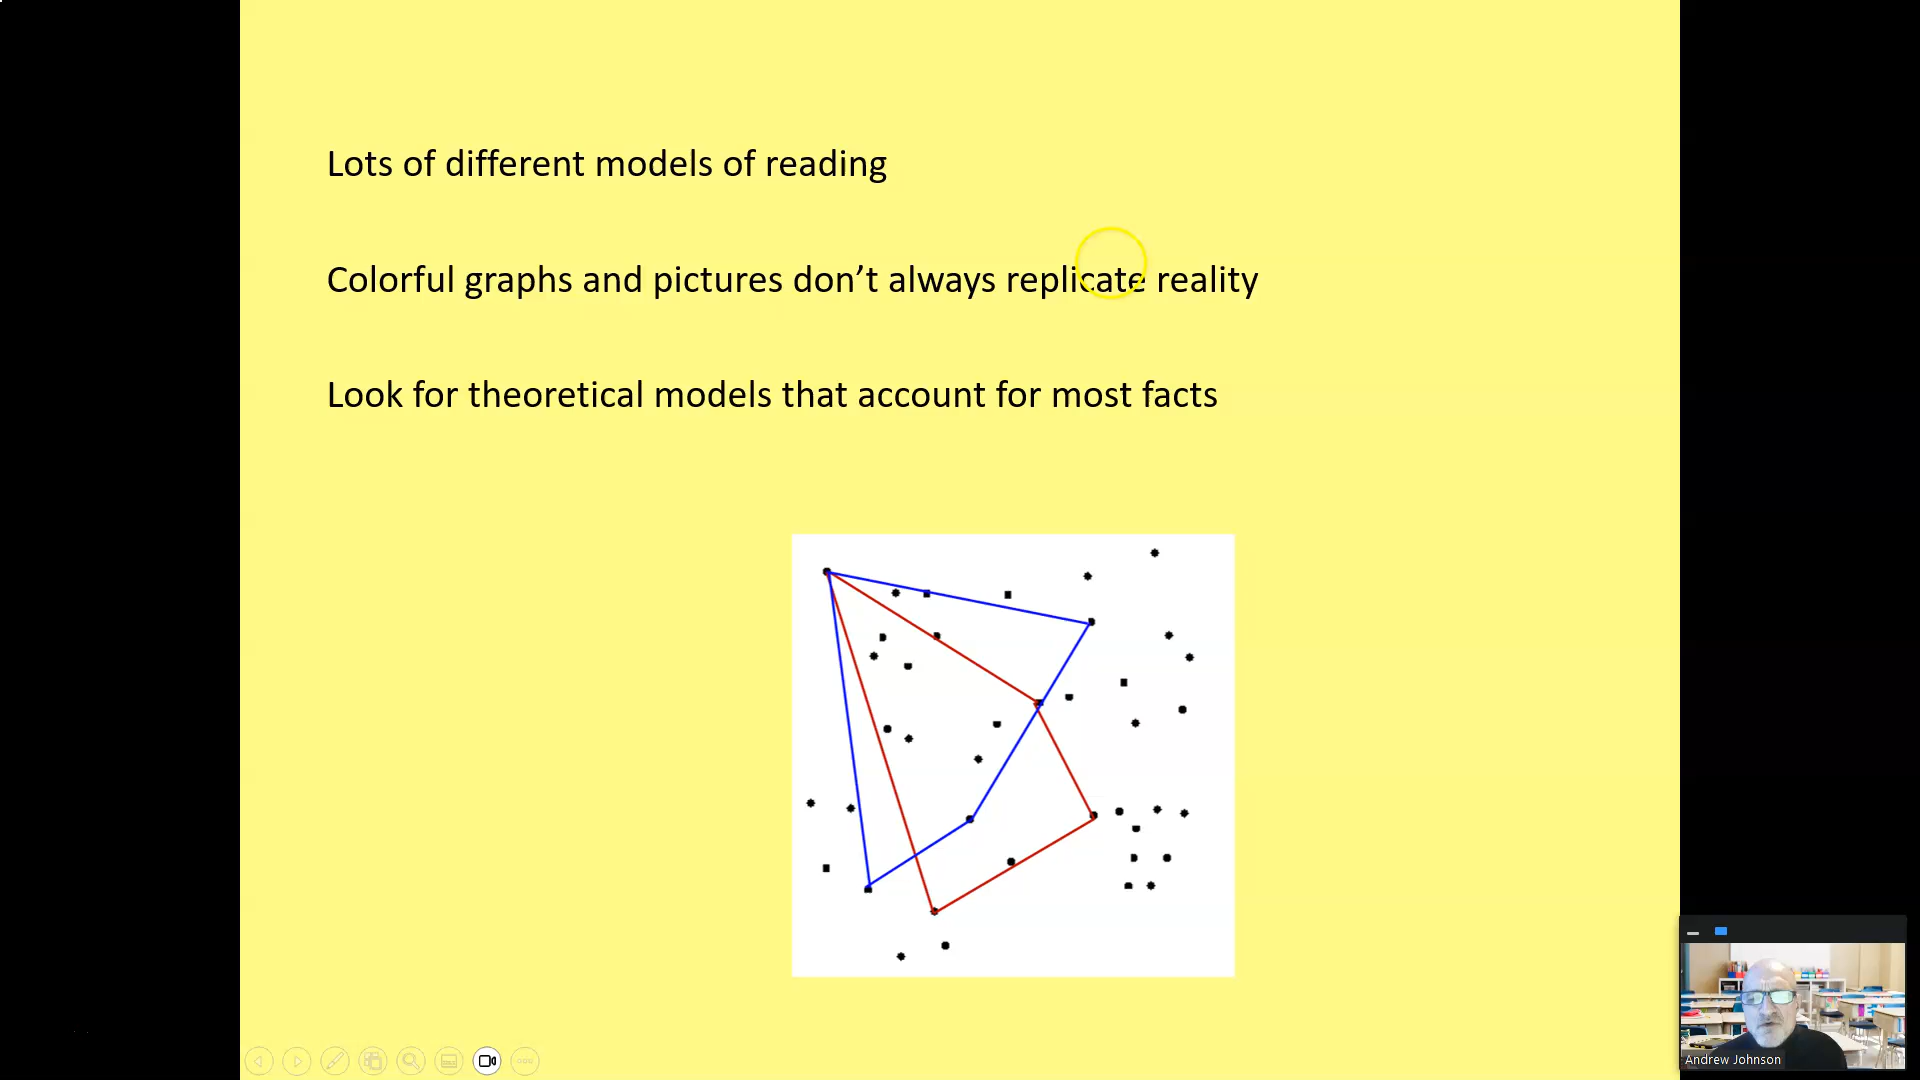 Lots of different models of reading
Colorful graphs and pictures don’t always replicate reality
Look for theoretical models that account for most facts
Andrew Johnson